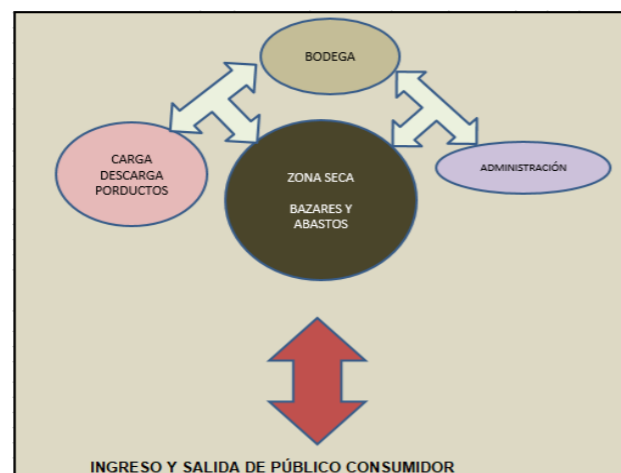 BODEGA
CARGA
DESCARGA
PORDUCTOS
ZONA SECA
BAZARES Y
ABASTOS
ADMINISTRACIÓN
INGRESO Y SALIDA DE PÚBLICO CONSUMIDOR